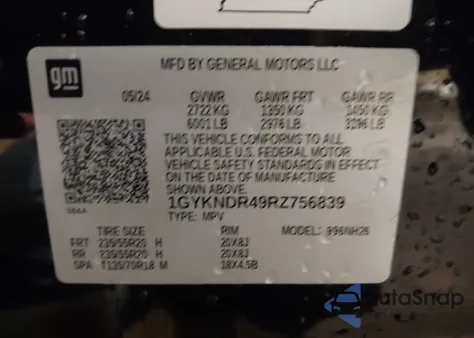 gm
MFD BY GENERAL MOTORS LLC
05/24 GVWR GAWR FRT GAWR RR
2722 KG 1350 KG 1450 KG
6001 LB 2976 LB 3196 LB
THIS VEHICLE CONFORMS TO ALL
APPLICABLE U.S. FEDERAL MOTOR
VEHICLE SAFETY STANDARDS IN EFFECT
ON THE DATE OF MANUFACTURE
SHOWN ABOVE.
1GYKNDR49RZ756839
TYPE: MPV
TIRE SIZE RIM MODEL:
FRT 235/55R20 H 20X8J
RR 235/55R20 H 20X8J
SPA T135/70R18 M 18X4.5B
AutoSnap